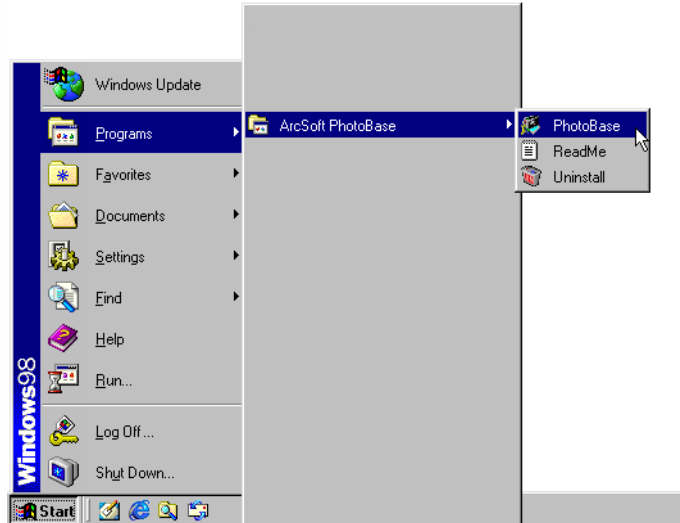 Windows Update
Programs
Favorites
Documents
Settings
Find
Help
Run...
Log Off...
Shut Down...
Windows98
Start
ArcSoft PhotoBase
PhotoBase
ReadMe
Uninstall